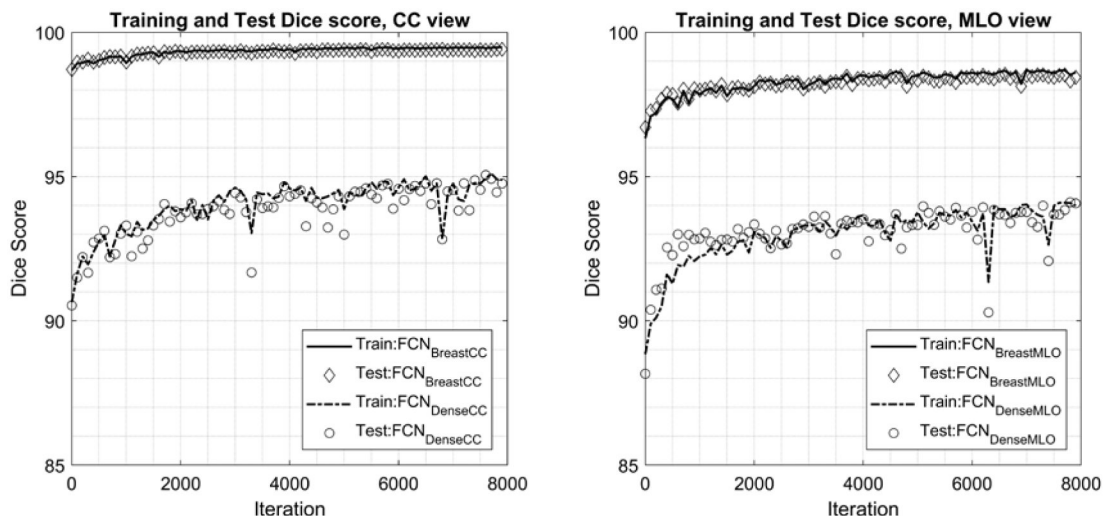 Training and Test Dice score, CC view
100
95
90
85
Dice Score
0
2000
4000
6000
8000
Iteration
Train:FCN_BreastCC
Test:FCN_BreastCC
Train:FCN_DenseCC
Test:FCN_DenseCC
Training and Test Dice score, MLO view
100
95
90
85
Dice Score
0
2000
4000
6000
8000
Iteration
Train:FCN_BreastMLO
Test:FCN_BreastMLO
Train:FCN_DenseMLO
Test:FCN_DenseMLO